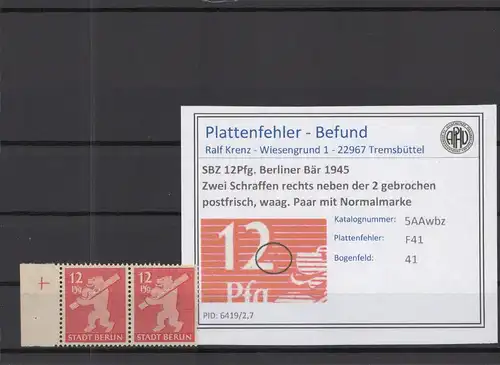 Plattenfehler - Befund
Ralf Krenz - Wiesengrund 1 - 22967 Tremsbüttel
SBZ 12Pfg. Berliner Bär 1945
Zwei Schraffen rechts neben der 2 gebrochen
postfrisch, waag. Paar mit Normalmarke
Katalognummer: 5AAwbz
Plattenfehler: F41
Bogenfeld: 41
12
Pfg
PID: 6419/2,7
12 Pfg
STADT BERLIN
12 Pfg
STADT BERLIN